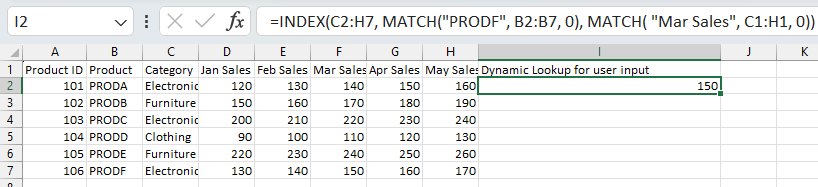 I2 fx =INDEX(C2:H7, MATCH("PRODF", B2:B7, 0), MATCH( "Mar Sales", C1:H1, 0))
A B C D E F G H I J K
1 Product ID Product Category Jan Sales Feb Sales Mar Sales Apr Sales May Sales Dynamic Lookup for user input
2 101 PRODA Electronic 120 130 140 150 160 150
3 102 PRODB Furniture 150 160 170 180 190
4 103 PRODC Electronic 200 210 220 230 240
5 104 PRODD Clothing 90 100 110 120 130
6 105 PRODE Furniture 220 230 240 250 260
7 106 PRODF Electronic 130 140 150 160 170